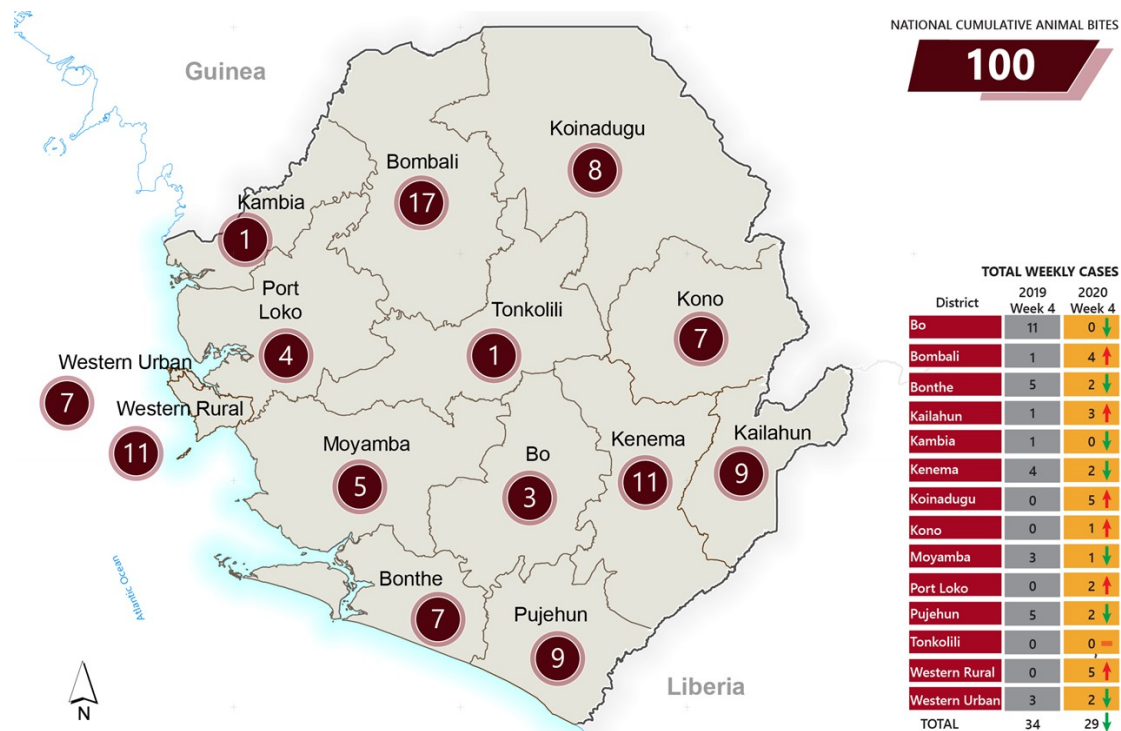 NATIONAL CUMULATIVE ANIMAL BITES
100
Guinea
Koinadugu
8
Bombali
17
Kambia
1
Port
Loko
4
Tonkolili
1
Kono
7
Western Urban
7
Western Rural
11
Moyamba
5
Bo
3
Kenema
11
Kailahun
9
Bonthe
7
Pujehun
9
Atlantic Ocean
Liberia
N
TOTAL WEEKLY CASES
District 2019 Week 4 2020 Week 4
Bo 11 0
Bombali 1 4
Bonthe 5 2
Kailahun 1 3
Kambia 1 0
Kenema 4 2
Koinadugu 0 5
Kono 0 1
Moyamba 3 1
Port Loko 0 2
Pujehun 5 2
Tonkolili 0 0
Western Rural 0 5
Western Urban 3 2
TOTAL 34 29